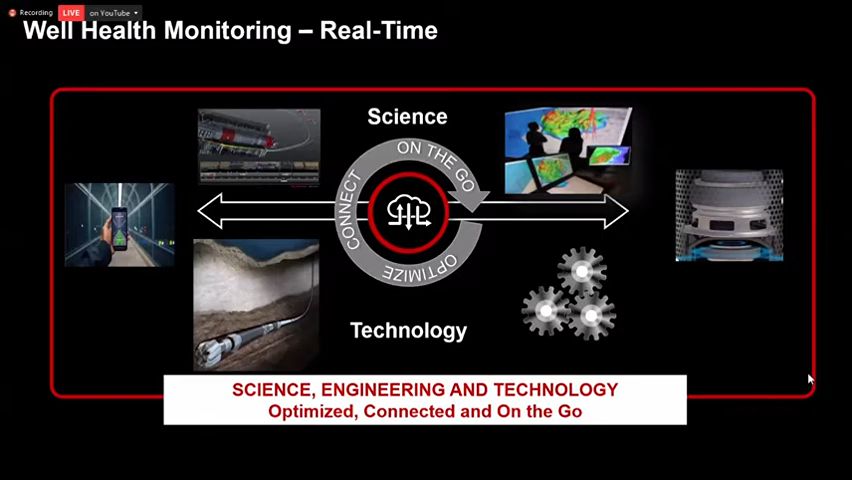 Recording
LIVE on YouTube
Well Health Monitoring – Real-Time
Science
ON THE GO
CONNECT
OPTIMIZE
Technology
SCIENCE, ENGINEERING AND TECHNOLOGY
Optimized, Connected and On the Go